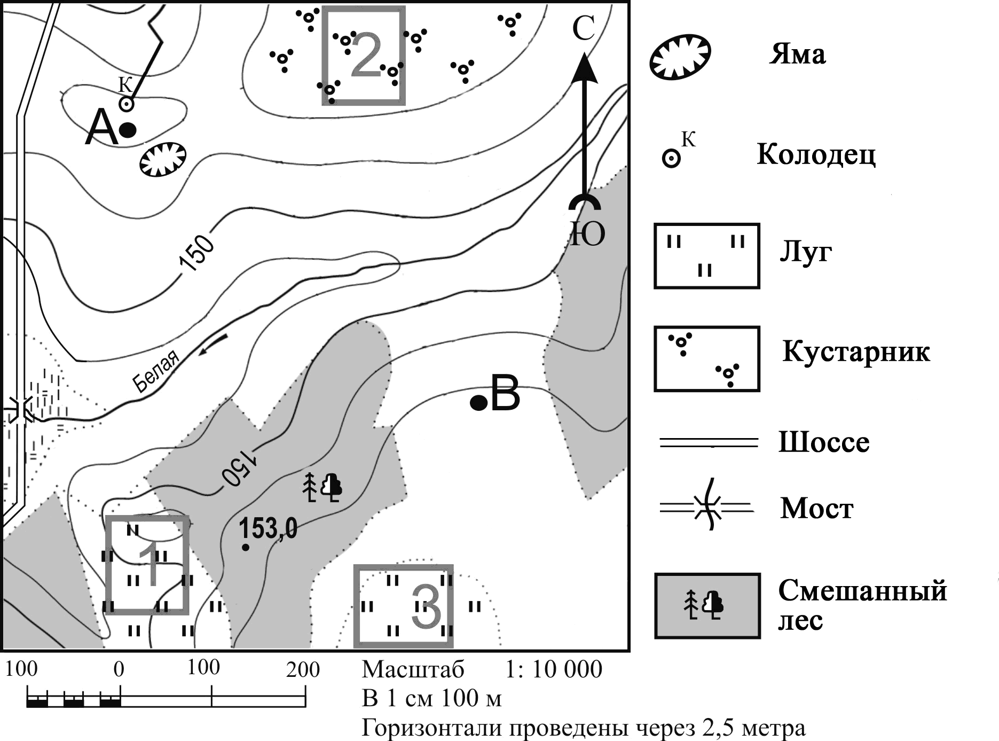 С
Ю
2
К
А
150
Белая
В
150
153,0
1
3
К
Яма
Колодец
Луг
Кустарник
Шоссе
Мост
Смешанный
лес
100 0 100 200
Масштаб 1: 10 000
В 1 см 100 м
Горизонтали проведены через 2,5 метра